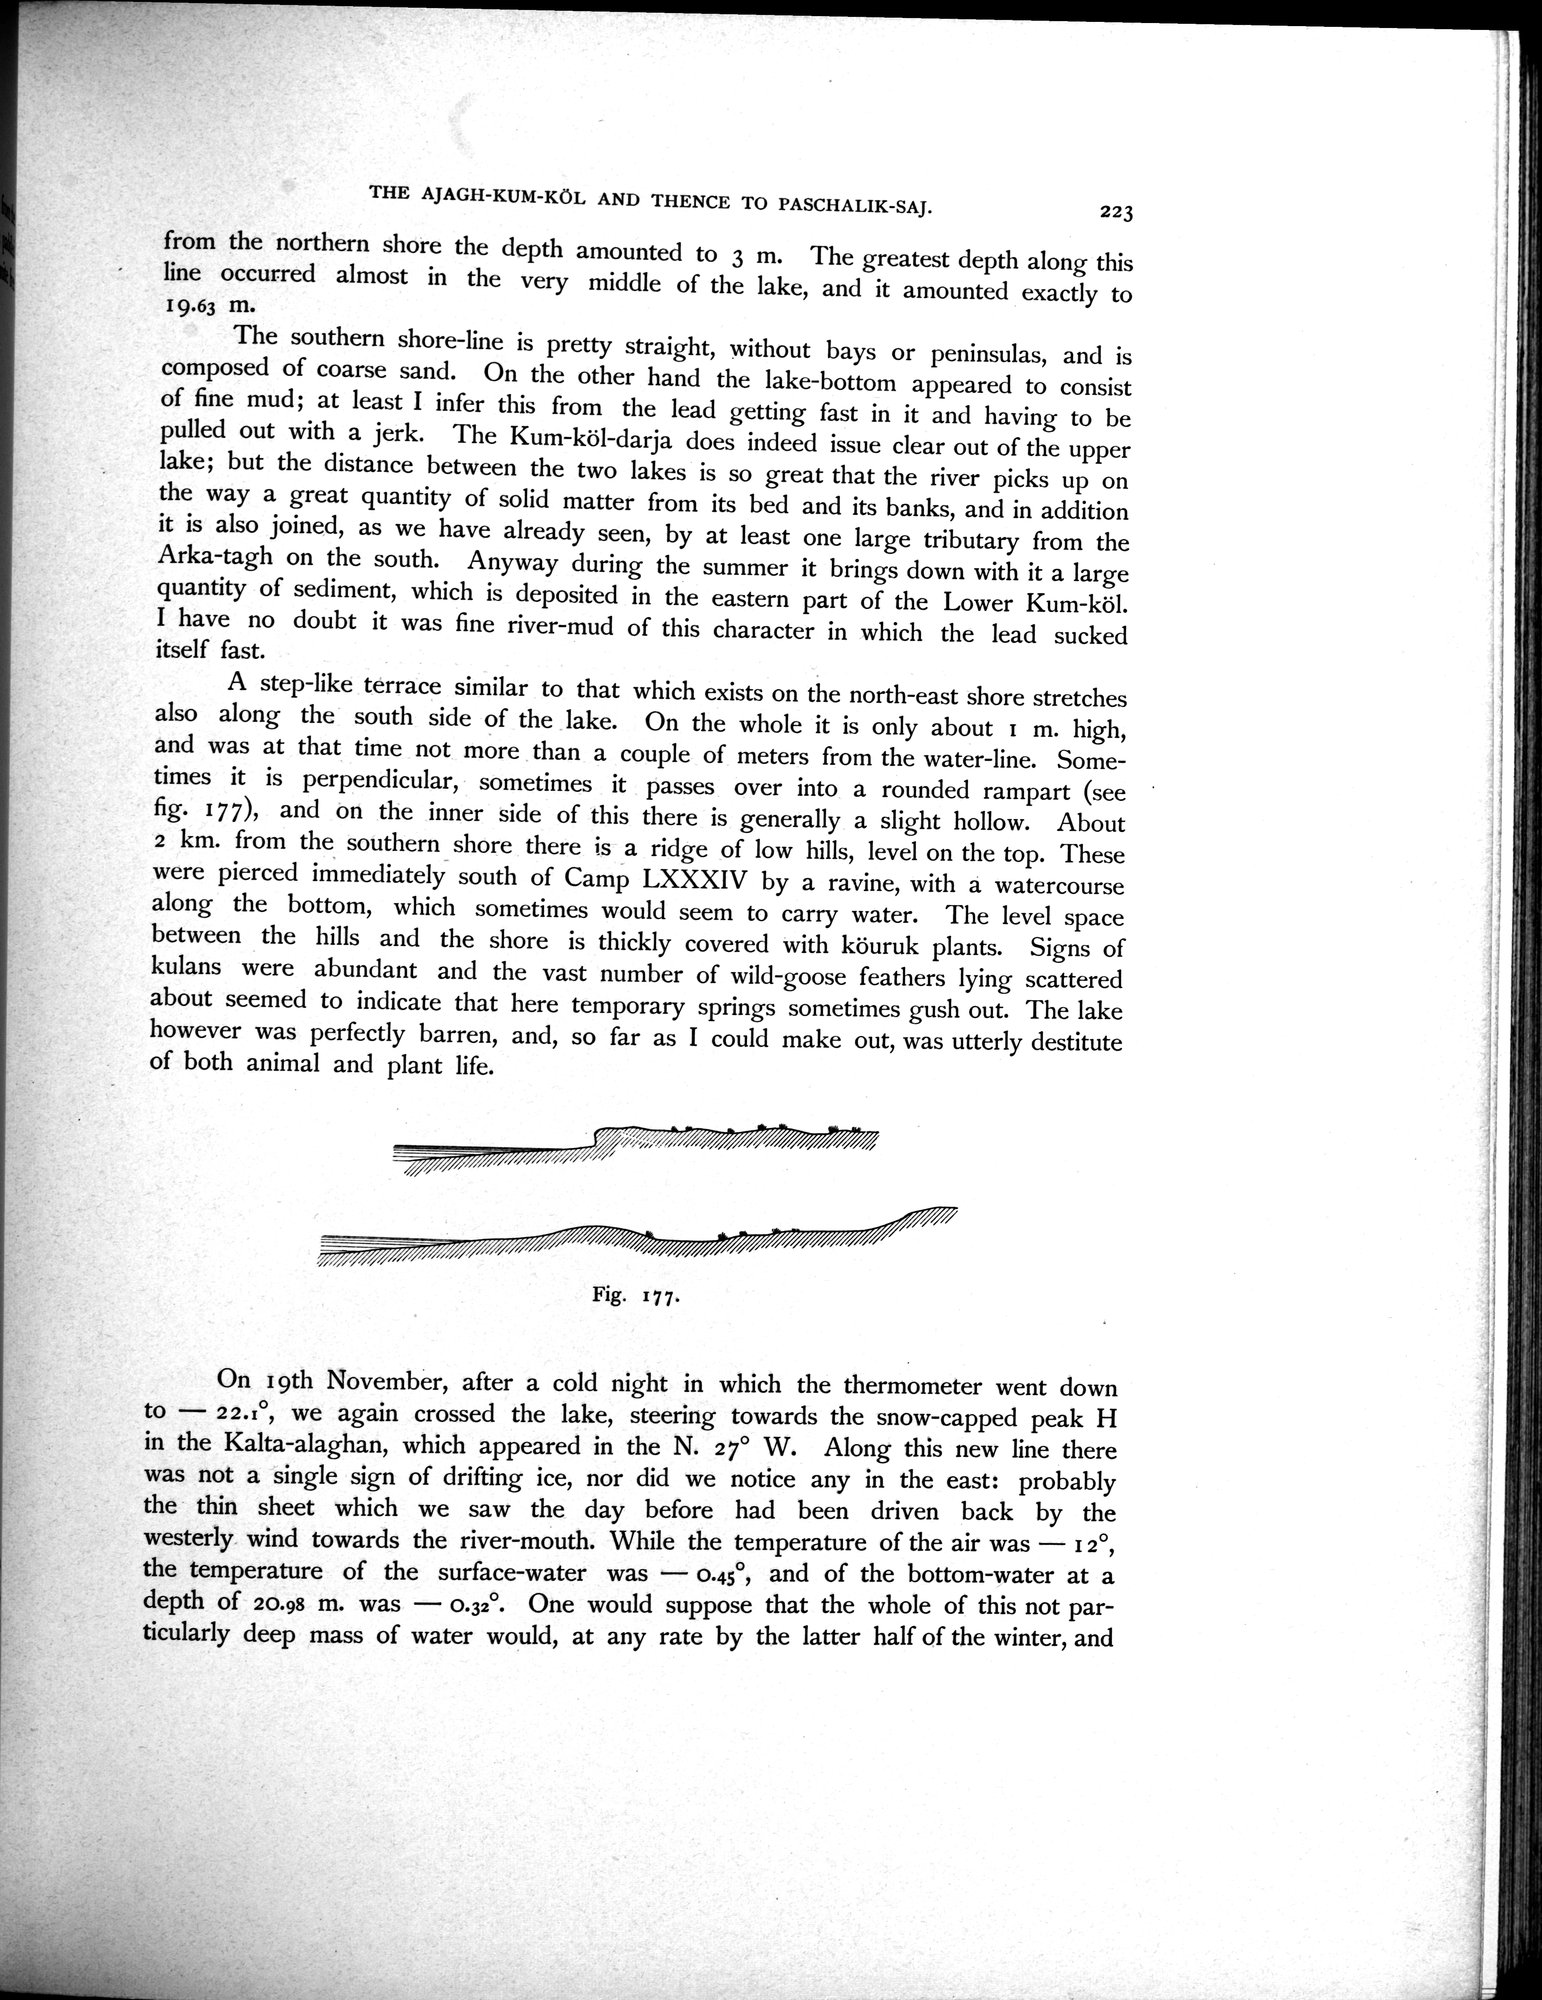 THE AJAGH-KUM-KÖL AND THENCE TO PASCHALIK-SAJ. 223
from the northern shore the depth amounted to 3 m. The greatest depth along this
line occurred almost in the very middle of the lake, and it amounted exactly to
19.63 m.
The southern shore-line is pretty straight, without bays or peninsulas, and is
composed of coarse sand. On the other hand the lake-bottom appeared to consist
of fine mud; at least I infer this from the lead getting fast in it and having to be
pulled out with a jerk. The Kum-köl-darja does indeed issue clear out of the upper
lake; but the distance between the two lakes is so great that the river picks up on
the way a great quantity of solid matter from its bed and its banks, and in addition
it is also joined, as we have already seen, by at least one large tributary from the
Arka-tagh on the south. Anyway during the summer it brings down with it a large
quantity of sediment, which is deposited in the eastern part of the Lower Kum-köl.
I have no doubt it was fine river-mud of this character in which the lead sucked
itself fast.
A step-like terrace similar to that which exists on the north-east shore stretches
also along the south side of the lake. On the whole it is only about 1 m. high,
and was at that time not more than a couple of meters from the water-line. Some-
times it is perpendicular, sometimes it passes over into a rounded rampart (see
fig. 177), and on the inner side of this there is generally a slight hollow. About
2 km. from the southern shore there is a ridge of low hills, level on the top. These
were pierced immediately south of Camp LXXXIV by a ravine, with a watercourse
along the bottom, which sometimes would seem to carry water. The level space
between the hills and the shore is thickly covered with köuruk plants. Signs of
kulans were abundant and the vast number of wild-goose feathers lying scattered
about seemed to indicate that here temporary springs sometimes gush out. The lake
however was perfectly barren, and, so far as I could make out, was utterly destitute
of both animal and plant life.
Fig. 177.
On 19th November, after a cold night in which the thermometer went down
to — 22.1°, we again crossed the lake, steering towards the snow-capped peak H
in the Kalta-alaghan, which appeared in the N. 27° W. Along this new line there
was not a single sign of drifting ice, nor did we notice any in the east: probably
the thin sheet which we saw the day before had been driven back by the
westerly wind towards the river-mouth. While the temperature of the air was — 12°,
the temperature of the surface-water was — 0.45°, and of the bottom-water at a
depth of 20.98 m. was — 0.32°. One would suppose that the whole of this not par-
ticularly deep mass of water would, at any rate by the latter half of the winter, and